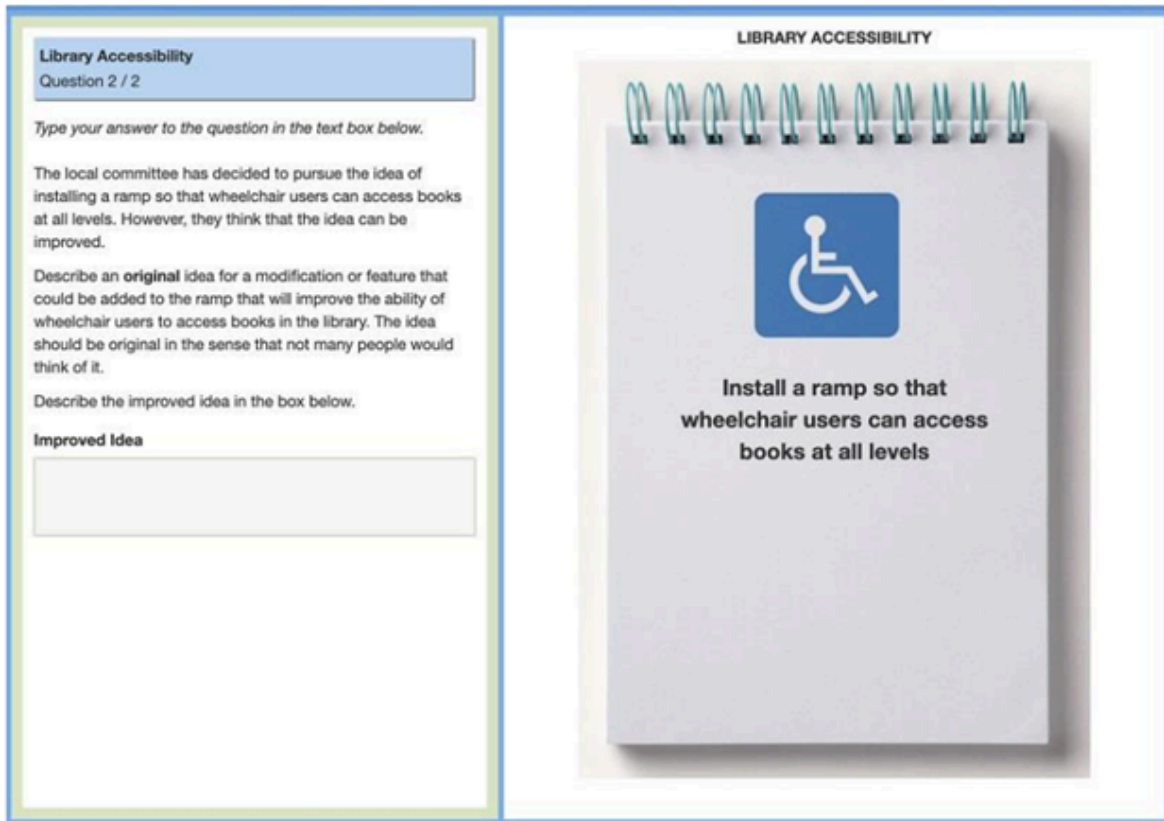 Library Accessibility
Question 2 / 2
Type your answer to the question in the text box below.
The local committee has decided to pursue the idea of
installing a ramp so that wheelchair users can access books
at all levels. However, they think that the idea can be
improved.
Describe an original idea for a modification or feature that
could be added to the ramp that will improve the ability of
wheelchair users to access books in the library. The idea
should be original in the sense that not many people would
think of it.
Describe the improved idea in the box below.
Improved Idea
LIBRARY ACCESSIBILITY
Install a ramp so that
wheelchair users can access
books at all levels